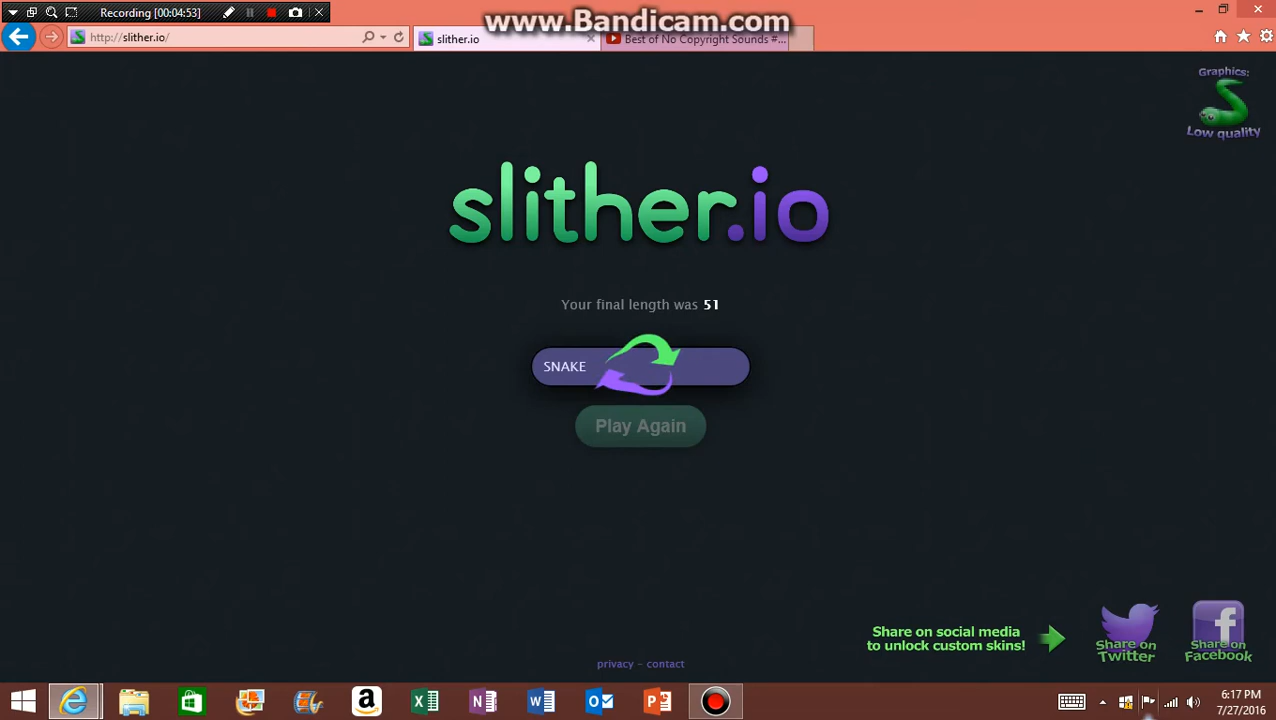 Recording [00:04:53]
www.Bandicam.com
http://slither.io/
slither.io
Best of No Copyright Sounds #...
Graphics:
Low quality
slither.io
Your final length was 51
SNAKE
Play Again
Share on social media
to unlock custom skins!
Share on
Twitter
Share on
Facebook
privacy - contact
6:17 PM
7/27/2016